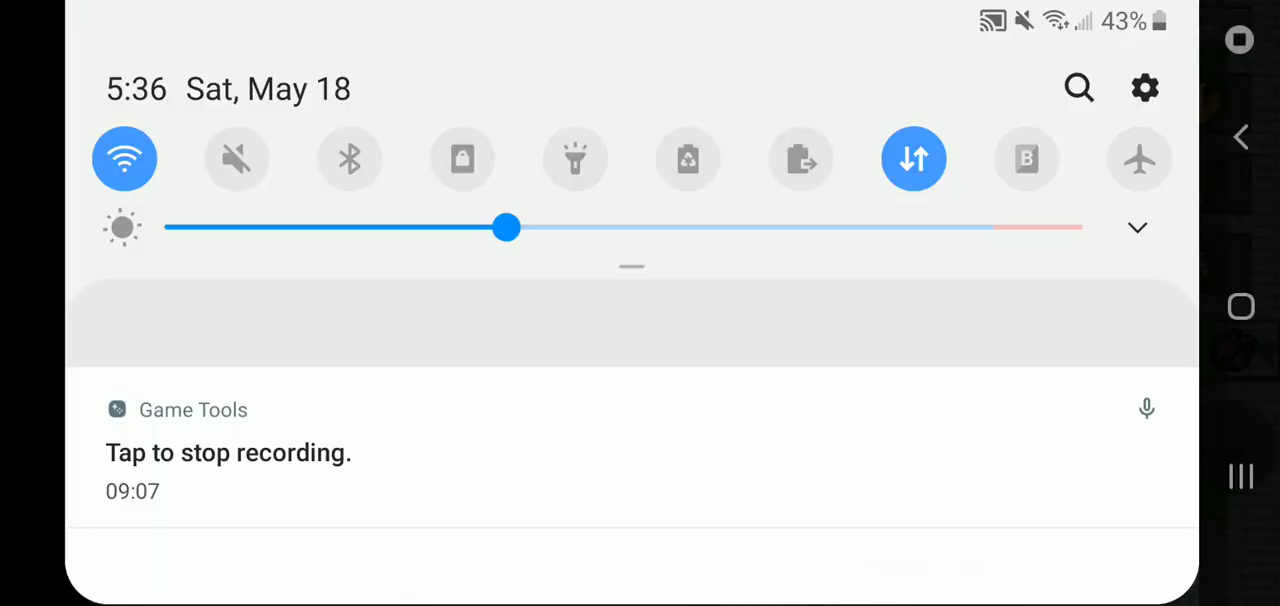 43%
5:36 Sat, May 18
B
Game Tools
Tap to stop recording.
09:07